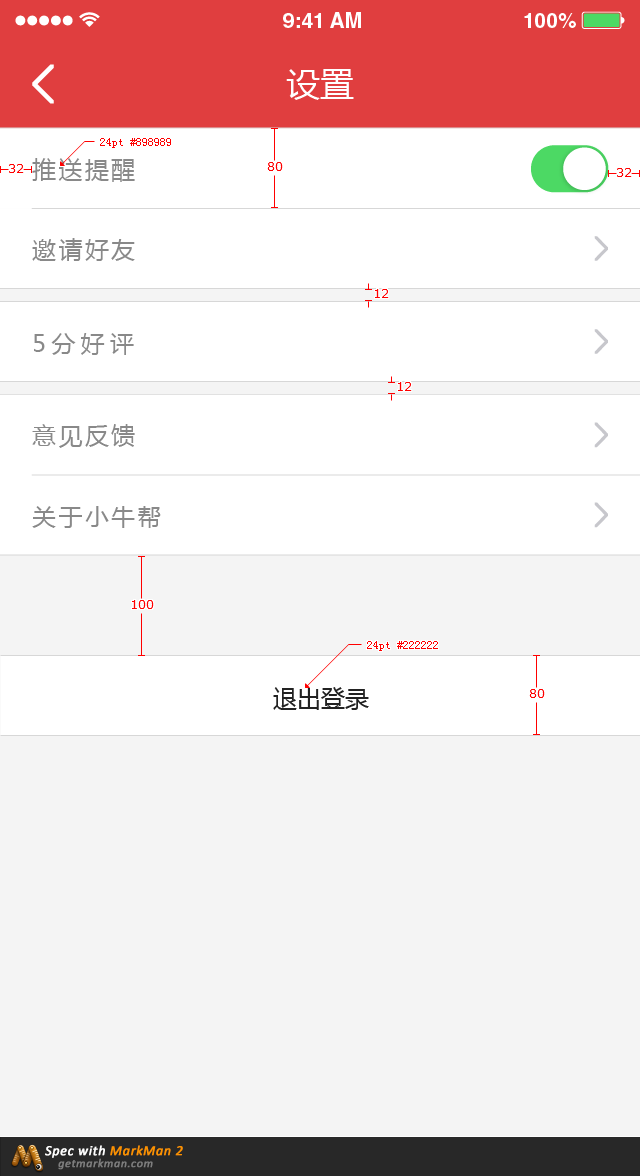 9:41 AM 100%
设置
24pt #898989
32 推送提醒 80 32
邀请好友
12
5分好评
12
意见反馈
关于小牛帮
100
24pt #222222
退出登录 80
Spec with MarkMan 2
getmarkman.com